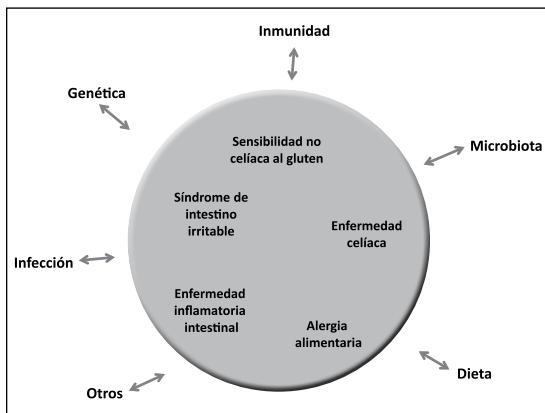 Inmunidad
Genética
Microbiota
Sensibilidad no
celíaca al gluten
Síndrome de
intestino
irritable
Enfermedad
celíaca
Infección
Enfermedad
inflamatoria
intestinal
Alergia
alimentaria
Dieta
Otros